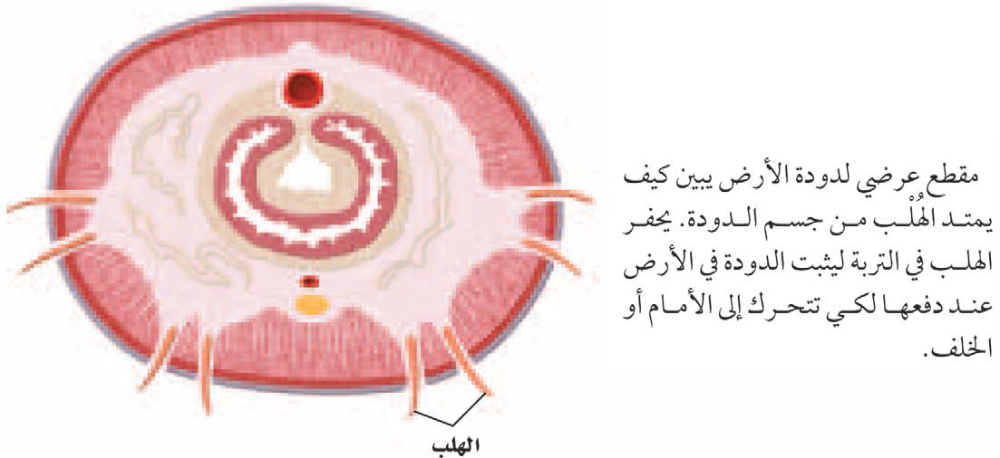 مقطع عرضي لدودة الأرض يبين كيف
يمتد الهُلْب من جسم الدودة. يحفر
الهلب في التربة ليثبت الدودة في الأرض
عند دفعها لكي تتحرك إلى الأمام أو
الخلف.
الهلب